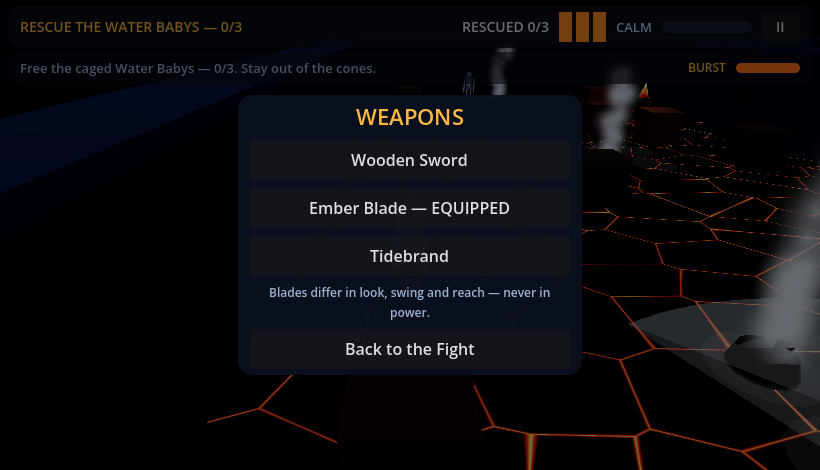 RESCUE THE WATER BABYS — 0/3
RESCUED 0/3
CALM
Free the caged Water Babys — 0/3. Stay out of the cones.
BURST
WEAPONS
Wooden Sword
Ember Blade — EQUIPPED
Tidebrand
Blades differ in look, swing and reach — never in
power.
Back to the Fight